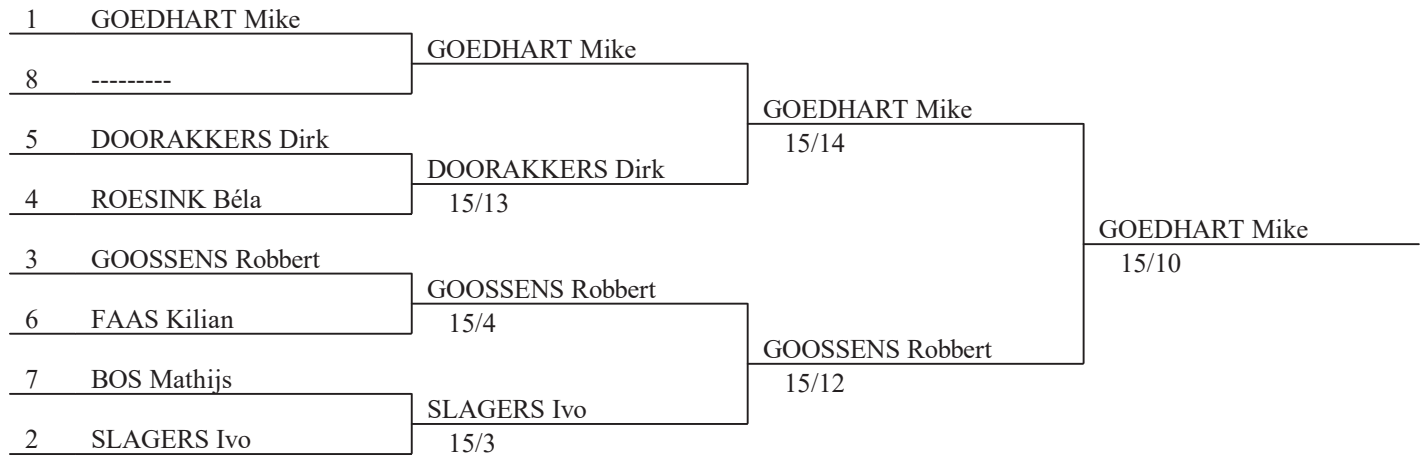 1 GOEDHART Mike
8 ---------
5 DOORAKKERS Dirk
4 ROESINK Béla
3 GOOSSENS Robbert
6 FAAS Kilian
7 BOS Mathijs
2 SLAGERS Ivo
GOEDHART Mike
DOORAKKERS Dirk
15/13
GOOSSENS Robbert
15/4
SLAGERS Ivo
15/3
GOEDHART Mike
15/14
GOOSSENS Robbert
15/12
GOEDHART Mike
15/10